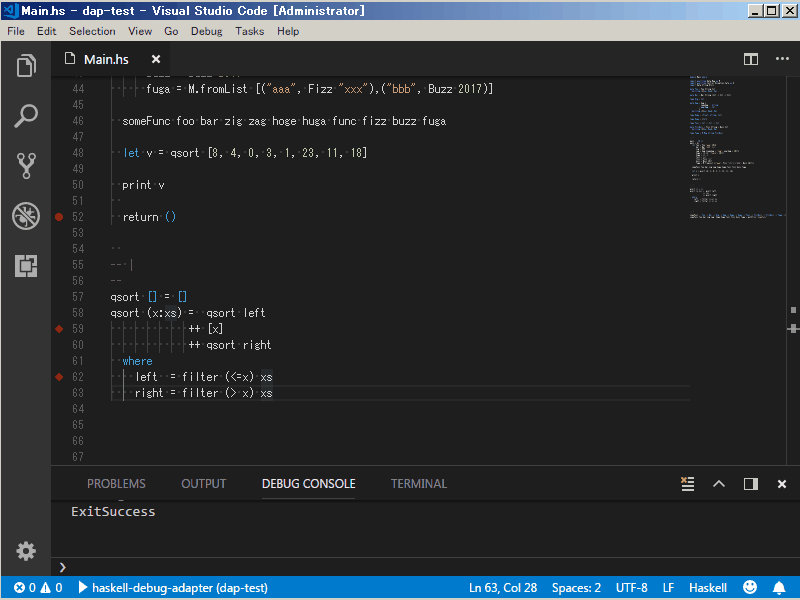 Main.hs - dap-test - Visual Studio Code [Administrator]
File Edit Selection View Go Debug Tasks Help
Main.hs
44 fuga = M.fromList [("aaa", Fizz "xxx"),("bbb", Buzz 2017)]
45
46 someFunc foo bar zig zag hoge huga func fizz buzz fuga
47
48 let v = qsort [8, 4, 0, 3, 1, 23, 11, 18]
49
50 print v
51
52 return ()
53
54
55 -- |
56 --
57 qsort [] = []
58 qsort (x:xs) = qsort left
59 ++ [x]
60 ++ qsort right
61 where
62 left = filter (<=x) xs
63 right = filter (> x) xs
64
65
66
67
PROBLEMS OUTPUT DEBUG CONSOLE TERMINAL
ExitSuccess
❯
0 0 haskell-debug-adapter (dap-test) Ln 63, Col 28 Spaces: 2 UTF-8 LF Haskell